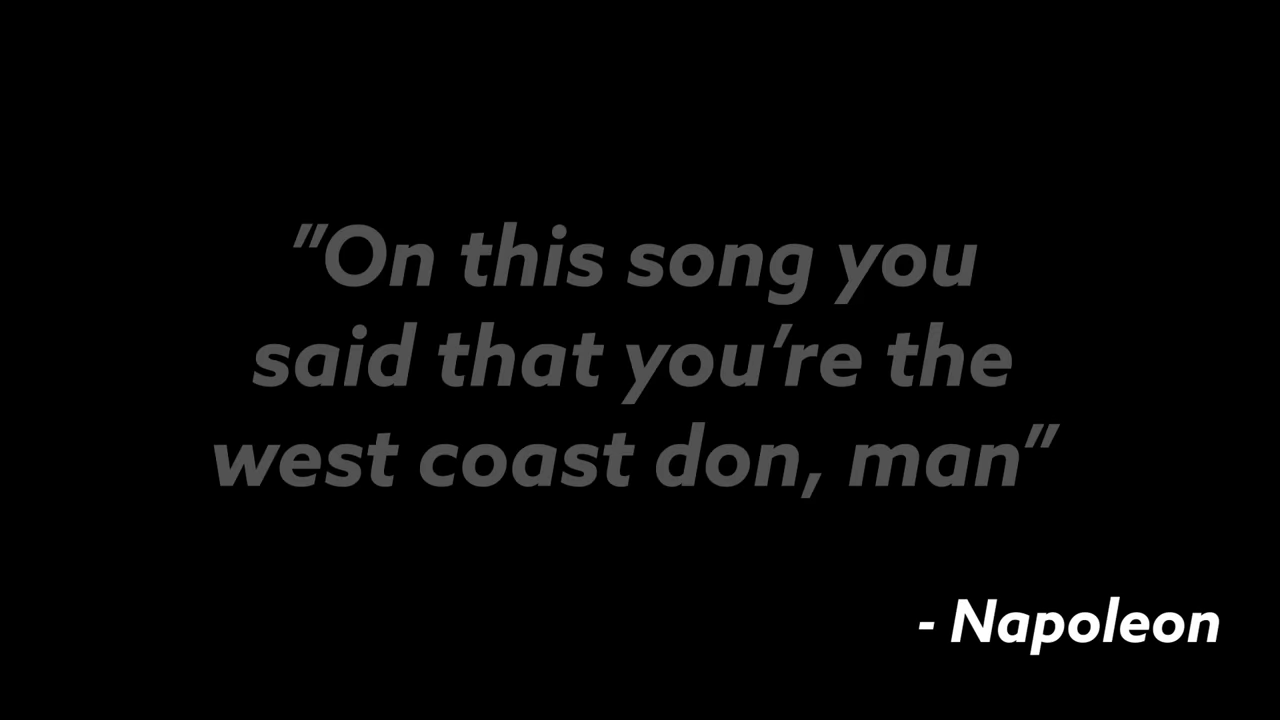 "On this song you
said that you’re the
west coast don, man"
- Napoleon